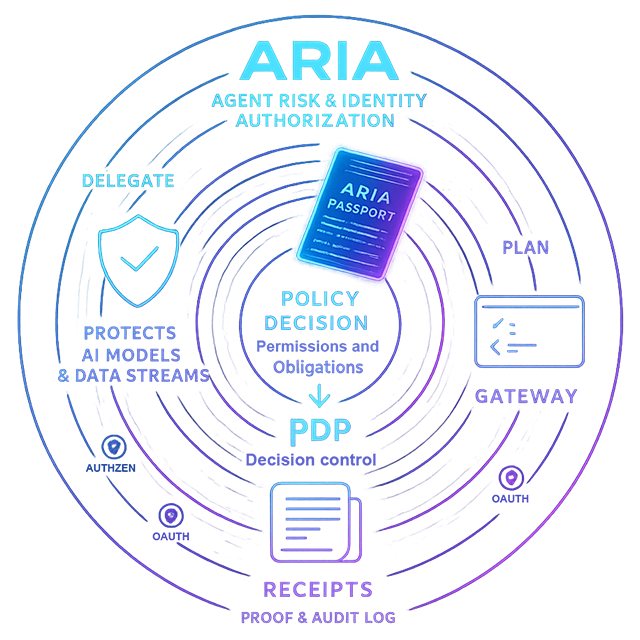 ARIA
AGENT RISK & IDENTITY
AUTHORIZATION
DELEGATE
ARIA
PASSPORT
PLAN
POLICY
DECISION
Permissions and
Obligations
PROTECTS
AI MODELS
& DATA STREAMS
GATEWAY
PDP
Decision control
AUTHZEN
OAUTH
OAUTH
RECEIPTS
PROOF & AUDIT LOG